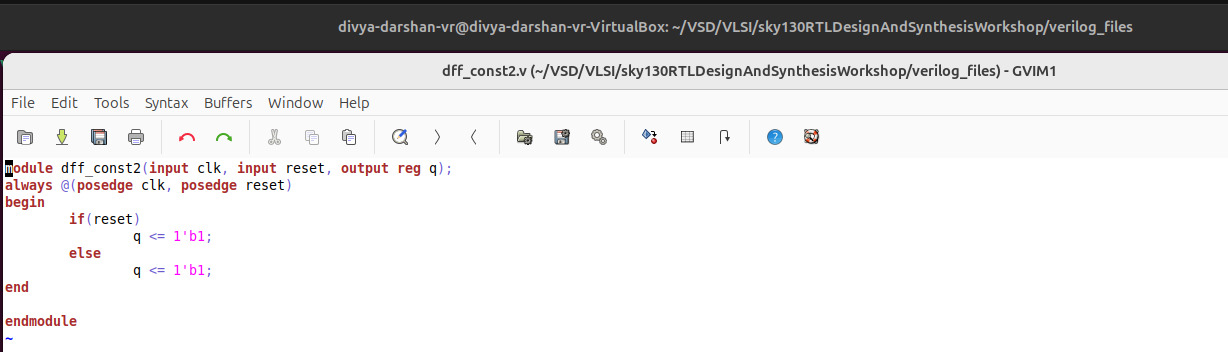 divya-darshan-vr@divya-darshan-vr-VirtualBox: ~/VSD/VLSI/sky130RTLDesignAndSynthesisWorkshop/verilog_files
dff_const2.v (~/VSD/VLSI/sky130RTLDesignAndSynthesisWorkshop/verilog_files) - GVIM1
File Edit Tools Syntax Buffers Window Help
module dff_const2(input clk, input reset, output reg q);
always @(posedge clk, posedge reset)
begin
        if(reset)
                q <= 1'b1;
        else
                q <= 1'b1;
end
endmodule
~